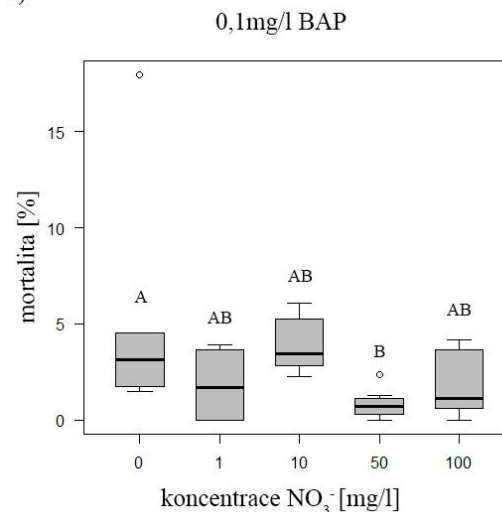 0,1mg/l BAP
mortalita [%]
15
10
5
0
A
AB
AB
B
AB
0 1 10 50 100
koncentrace NO₃⁻ [mg/l]